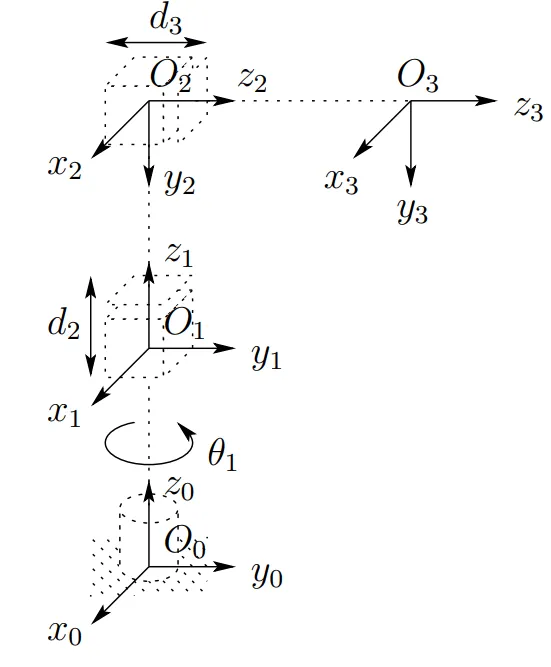 d₃
O₂ z₂ O₃
z₃
x₂ y₂ x₃
y₃
z₁
d₂ O₁
y₁
x₁
θ₁
z₀
O₀
y₀
x₀